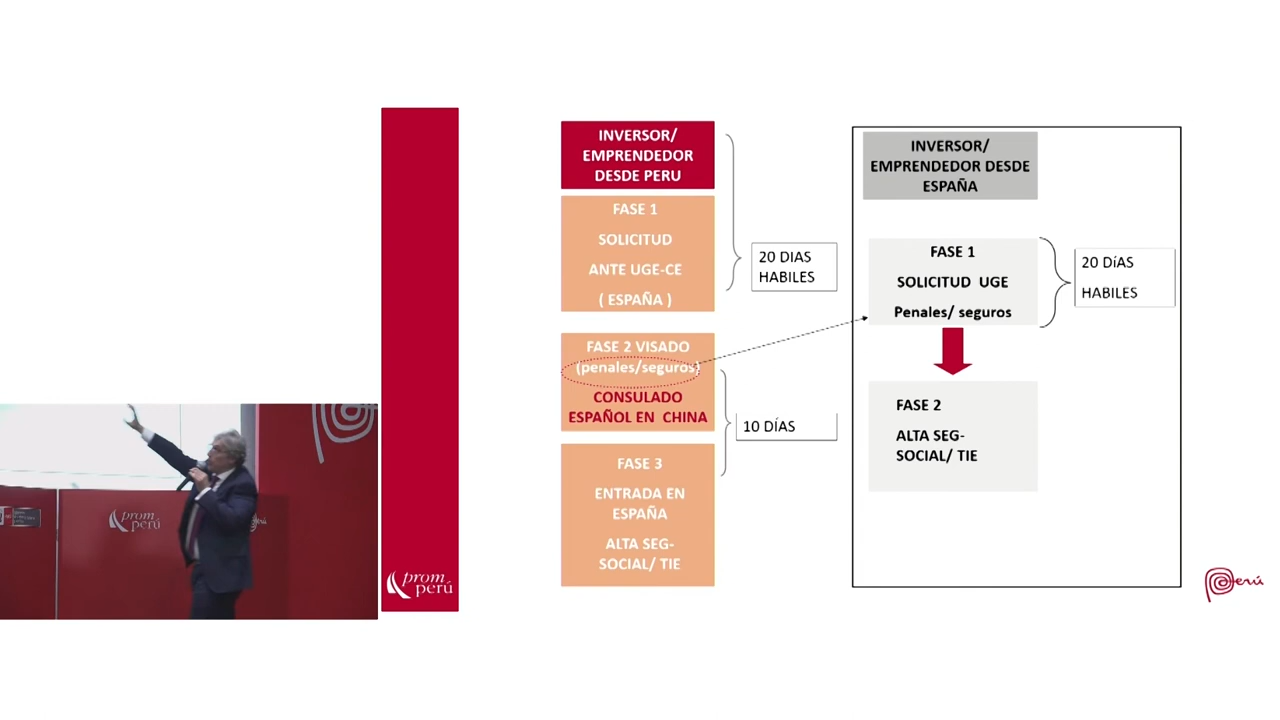 INVERSOR/
EMPRENDEDOR
DESDE PERU
FASE 1
SOLICITUD
ANTE UGE-CE
( ESPAÑA )
20 DIAS
HABILES
FASE 2 VISADO
(penales/seguros)
CONSULADO
ESPAÑOL EN CHINA
10 DÍAS
FASE 3
ENTRADA EN
ESPAÑA
ALTA SEG-
SOCIAL/ TIE
INVERSOR/
EMPRENDEDOR DESDE
ESPAÑA
FASE 1
SOLICITUD UGE
Penales/ seguros
20 DíAS
HABILES
FASE 2
ALTA SEG-
SOCIAL/ TIE
prom
perú
prom
perú
Perú